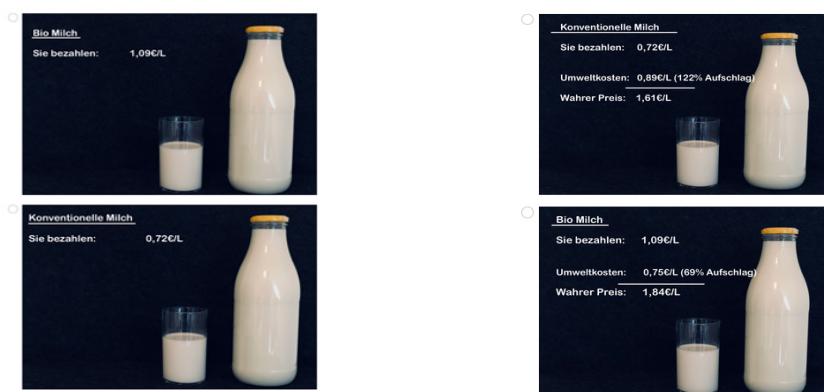 Bio Milch
Sie bezahlen: 1,09€/L
Konventionelle Milch
Sie bezahlen: 0,72€/L
Umweltkosten: 0,89€/L (122% Aufschlag)
Wahrer Preis: 1,61€/L
Konventionelle Milch
Sie bezahlen: 0,72€/L
Bio Milch
Sie bezahlen: 1,09€/L
Umweltkosten: 0,75€/L (69% Aufschlag)
Wahrer Preis: 1,84€/L